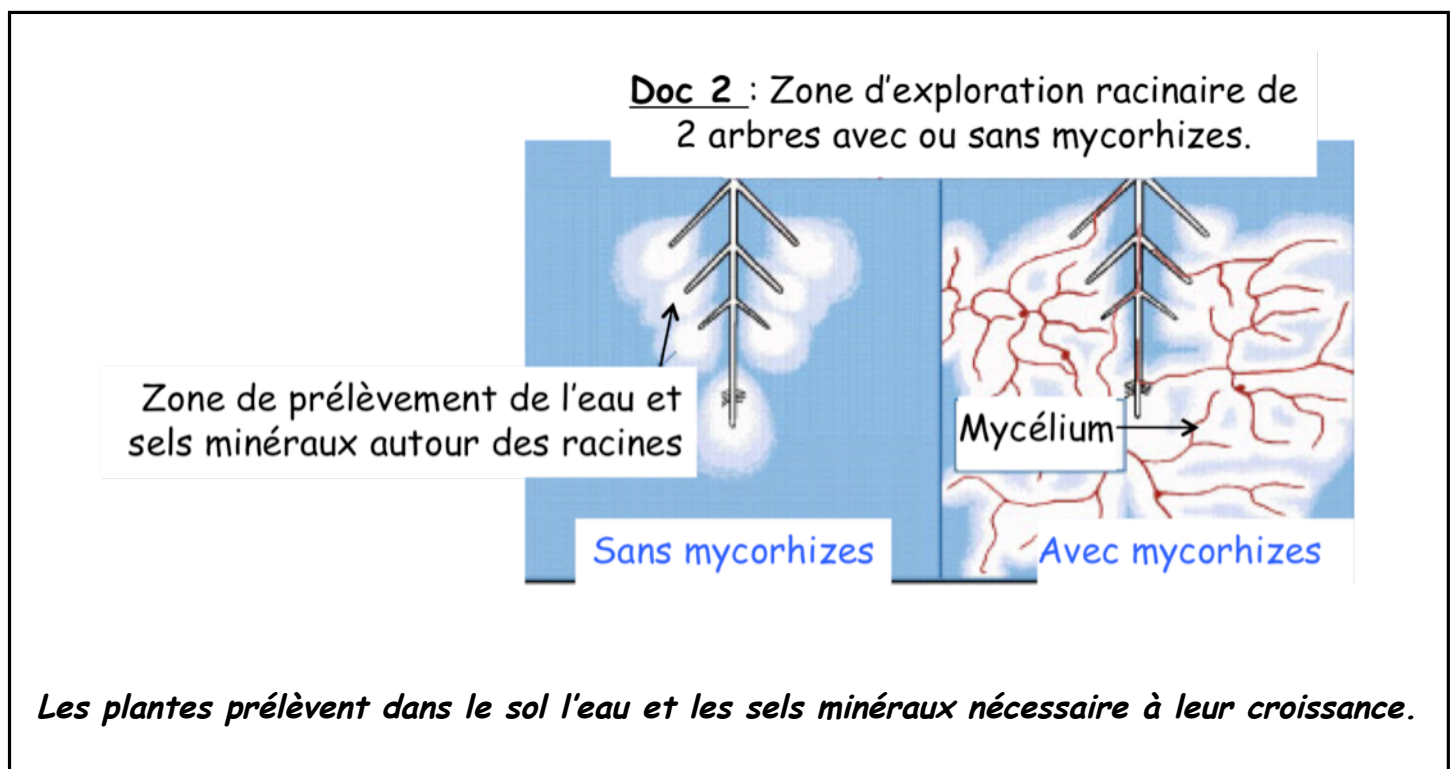 Doc 2 : Zone d'exploration racinaire de
2 arbres avec ou sans mycorhizes.
Zone de prélèvement de l'eau et
sels minéraux autour des racines
Mycélium
Sans mycorhizes
Avec mycorhizes
Les plantes prélèvent dans le sol l'eau et les sels minéraux nécessaire à leur croissance.